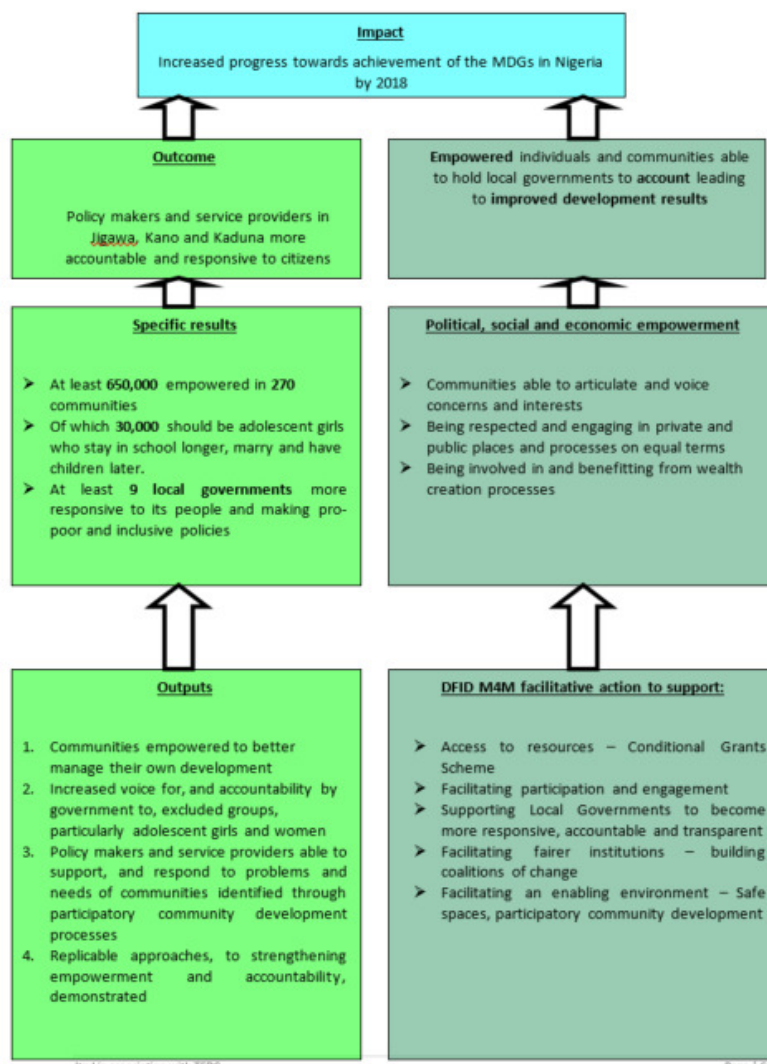 Impact
Increased progress towards achievement of the MDGs in Nigeria
by 2018
Outcome
Policy makers and service providers in
Jigawa, Kano and Kaduna more
accountable and responsive to citizens
Empowered individuals and communities able
to hold local governments to account leading
to improved development results
Specific results
➤ At least 650,000 empowered in 270
communities
➤ Of which 30,000 should be adolescent girls
who stay in school longer, marry and have
children later.
➤ At least 9 local governments more
responsive to its people and making pro-
poor and inclusive policies
Political, social and economic empowerment
➤ Communities able to articulate and voice
concerns and interests
➤ Being respected and engaging in private and
public places and processes on equal terms
➤ Being involved in and benefitting from wealth
creation processes
Outputs
1. Communities empowered to better
manage their own development
2. Increased voice for, and accountability by
government to, excluded groups,
particularly adolescent girls and women
3. Policy makers and service providers able to
support, and respond to problems and
needs of communities identified through
participatory community development
processes
4. Replicable approaches, to strengthening
empowerment and accountability,
demonstrated
DFID M4M facilitative action to support:
➤ Access to resources – Conditional Grants
Scheme
➤ Facilitating participation and engagement
➤ Supporting Local Governments to become
more responsive, accountable and transparent
➤ Facilitating fairer institutions – building
coalitions of change
➤ Facilitating an enabling environment – Safe
spaces, participatory community development